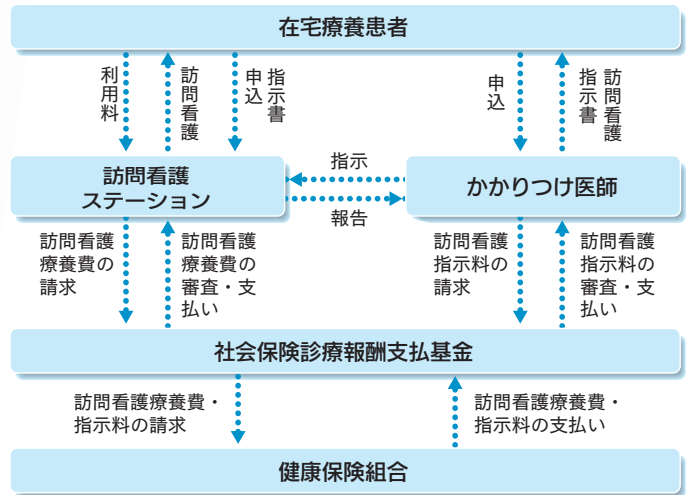 在宅療養患者
利用料
訪問看護
指示書
申込
申込
訪問看護
指示書
訪問看護
ステーション
指示
報告
かかりつけ医師
訪問看護
療養費の
請求
訪問看護
療養費の
審査・支
払い
訪問看護
指示料の
請求
訪問看護
指示料の
審査・支
払い
社会保険診療報酬支払基金
訪問看護療養費・
指示料の請求
訪問看護療養費・
指示料の支払い
健康保険組合